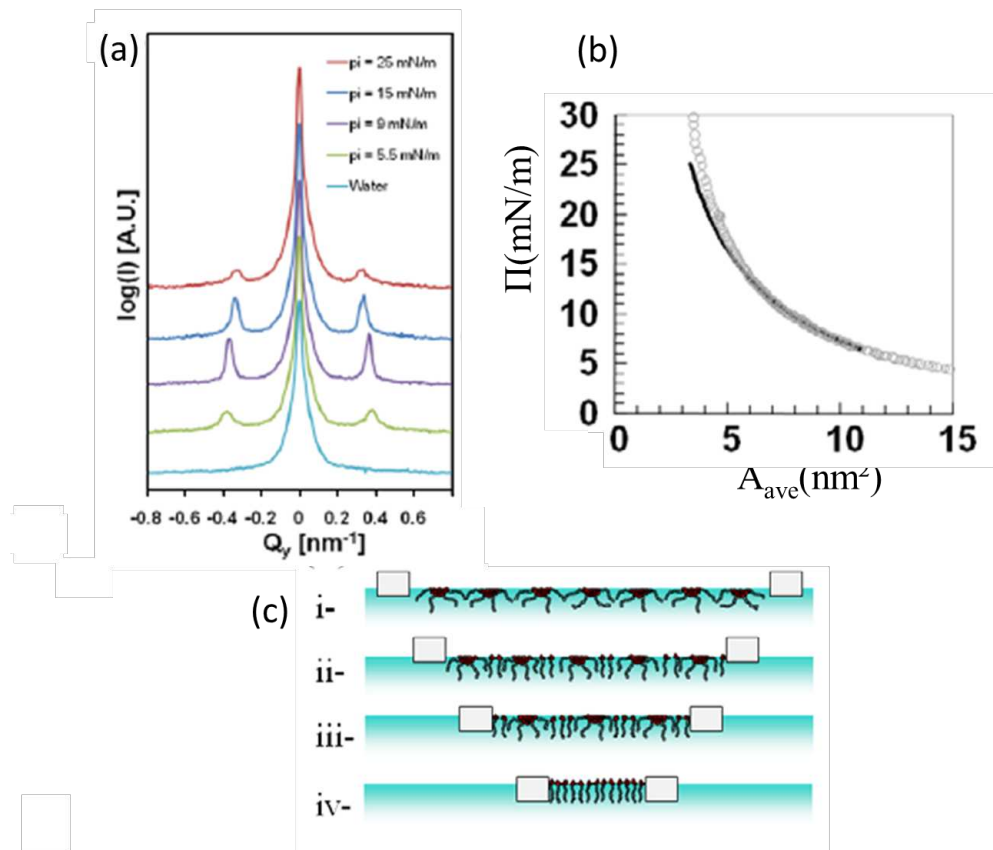 (a)
pi = 25 mN/m
pi = 15 mN/m
pi = 9 mN/m
pi = 5.5 mN/m
Water
log(I) [A.U.]
-0.8 -0.6 -0.4 -0.2 0 0.2 0.4 0.6
Qy [nm-1]
(b)
30
25
20
15
10
5
0
Π(mN/m)
0 5 10 15
Aave(nm2)
(c)
i-
ii-
iii-
iv-